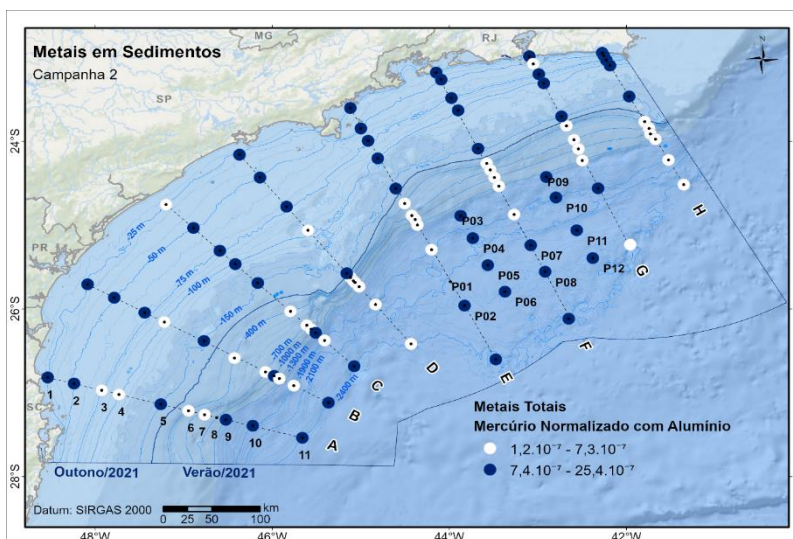 Metais em Sedimentos
Campanha 2
MG
RJ
N
SP
PR
SC
24°S
26°S
28°S
-25 m
-50 m
-75 m
-100 m
-150 m
-400 m
-700 m
-1000 m
-1300 m
-1900 m
-2100 m
-2400 m
P09
P10
P03
P04
P11
P05
P07
P12
P01
P06
P08
P02
H
G
F
E
D
C
B
A
1
2
3
4
5
6
7
8
9
10
11
Metais Totais
Mercúrio Normalizado com Alumínio
1,2.10⁻⁷ - 7,3.10⁻⁷
7,4.10⁻⁷ - 25,4.10⁻⁷
Outono/2021
Verão/2021
Datum: SIRGAS 2000
km
0 25 50 100
48°W
46°W
44°W
42°W